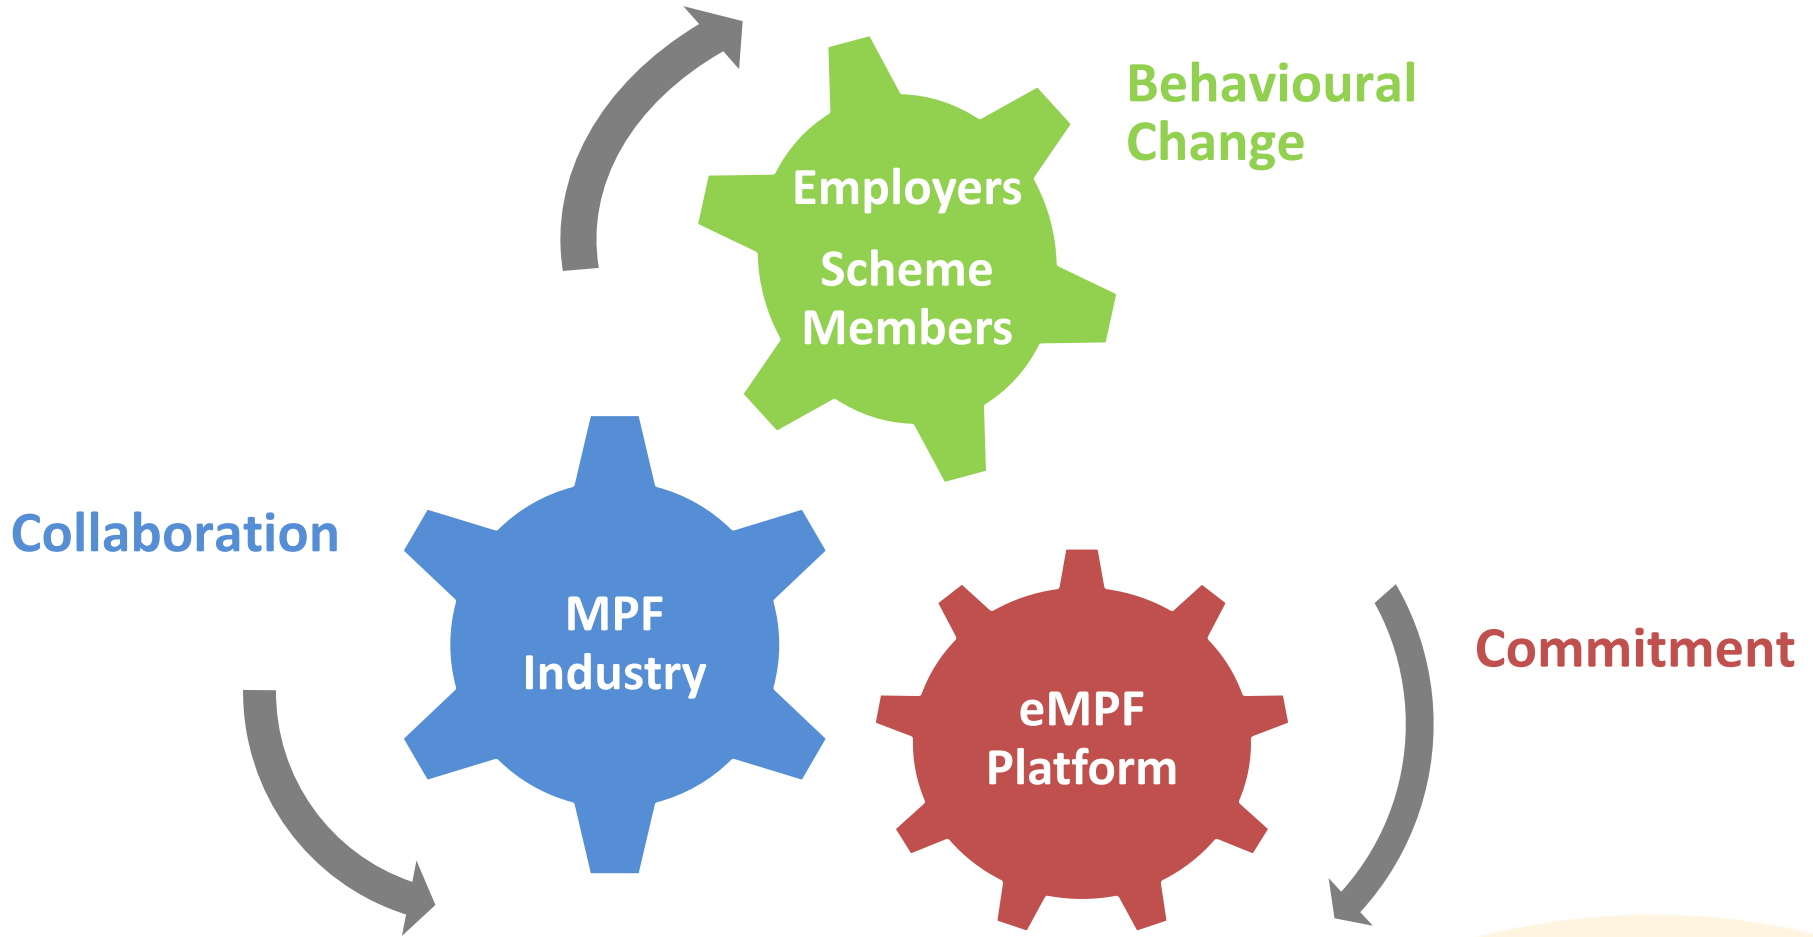 Behavioural
Change
Employers
Scheme
Members
Collaboration
MPF
Industry
eMPF
Platform
Commitment